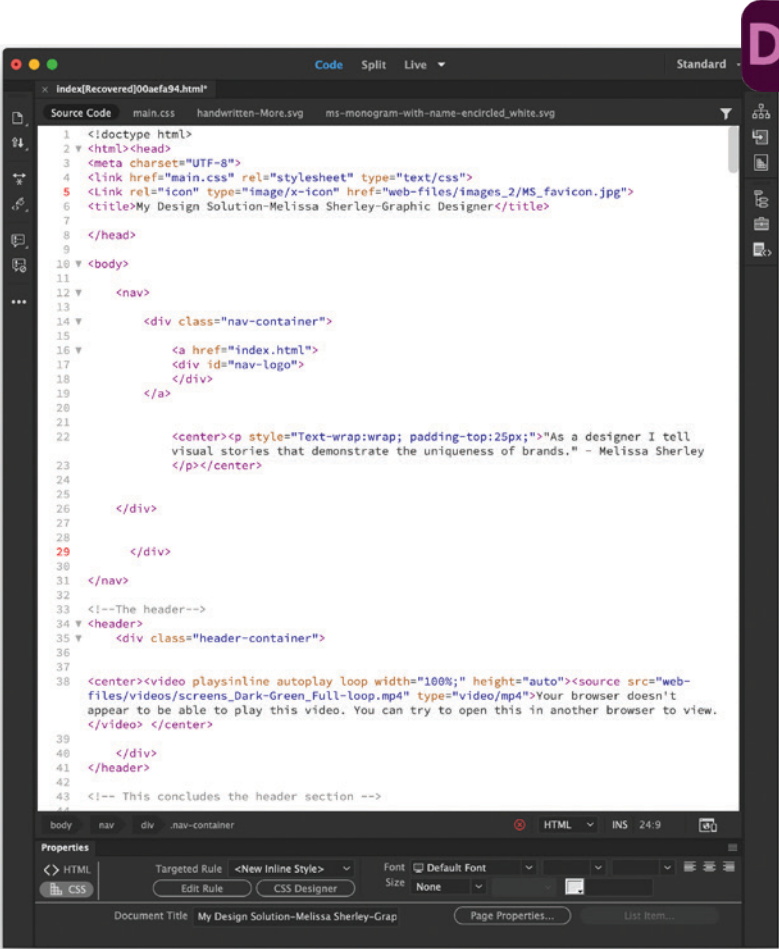 D
Code Split Live Standard
× index[Recovered]00aefa94.html*
Source Code main.css handwritten-More.svg ms-monogram-with-name-encircled_white.svg
1 <!doctype html>
2 <html><head>
3 <meta charset="UTF-8">
4 <link href="main.css" rel="stylesheet" type="text/css">
5 <Link rel="icon" type="image/x-icon" href="web-files/images_2/MS_favicon.jpg">
6 <title>My Design Solution-Melissa Sherley-Graphic Designer</title>
7
8 </head>
9
10 <body>
11
12 <nav>
13
14 <div class="nav-container">
15
16 <a href="index.html">
17 <div id="nav-logo">
18 </div>
19 </a>
20
21
22 <center><p style="Text-wrap:wrap; padding-top:25px;">"As a designer I tell
visual stories that demonstrate the uniqueness of brands." - Melissa Sherley
23 </p></center>
24
25
26 </div>
27
28
29 </div>
30
31 </nav>
32
33 <!--The header-->
34 <header>
35 <div class="header-container">
36
37
38 <center><video playsinline autoplay loop width="100%;" height="auto"><source src="web-
files/videos/screens_Dark-Green_Full-loop.mp4" type="video/mp4">Your browser doesn't
appear to be able to play this video. You can try to open this in another browser to view.
</video> </center>
39
40 </div>
41 </header>
42
43 <!-- This concludes the header section -->
44
body nav div .nav-container HTML INS 24:9
Properties
<> HTML Targeted Rule <New Inline Style> Font Default Font
CSS Edit Rule CSS Designer Size None
Document Title My Design Solution-Melissa Sherley-Grap Page Properties... List Item...